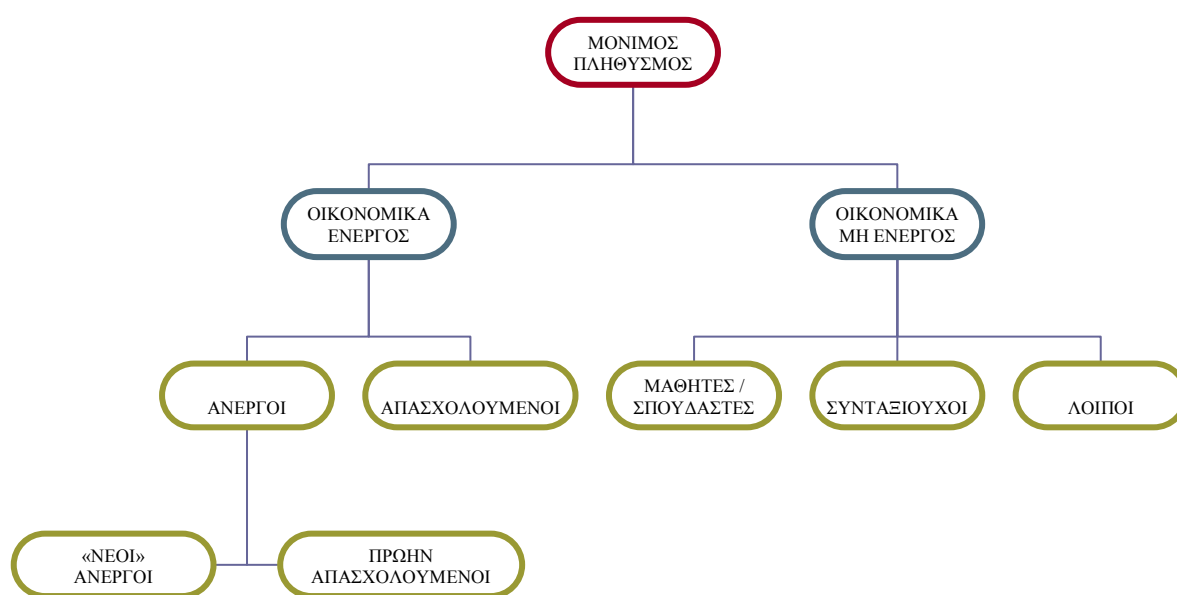 ΜΟΝΙΜΟΣ
ΠΛΗΘΥΣΜΟΣ
ΟΙΚΟΝΟΜΙΚΑ
ΕΝΕΡΓΟΣ
ΟΙΚΟΝΟΜΙΚΑ
ΜΗ ΕΝΕΡΓΟΣ
ΑΝΕΡΓΟΙ
ΑΠΑΣΧΟΛΟΥΜΕΝΟΙ
ΜΑΘΗΤΕΣ /
ΣΠΟΥΔΑΣΤΕΣ
ΣΥΝΤΑΞΙΟΥΧΟΙ
ΛΟΙΠΟΙ
«ΝΕΟΙ»
ΑΝΕΡΓΟΙ
ΠΡΩΗΝ
ΑΠΑΣΧΟΛΟΥΜΕΝΟΙ